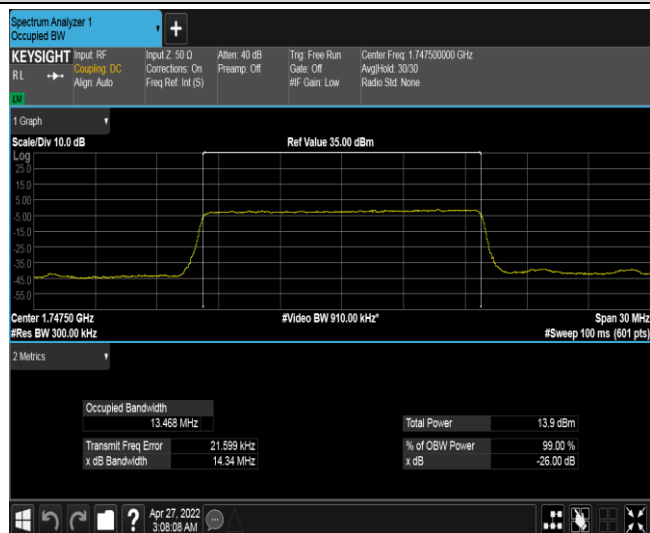 Spectrum Analyzer 1
Occupied BW
KEYSIGHT Input: RF Input Z: 50 Ω Atten: 40 dB Trig: Free Run Center Freq: 1.747500000 GHz
RL Coupling: DC Corrections: On Preamp: Off Gate: Off Avg|Hold: 30/30
Align: Auto Freq Ref: Int (S) #IF Gain: Low Radio Std: None
1 Graph
Scale/Div 10.0 dB Ref Value 35.00 dBm
Log
25.0
15.0
5.00
-5.00
-15.0
-25.0
-35.0
-45.0
-55.0
Center 1.74750 GHz #Video BW 910.00 kHz* Span 30 MHz
#Res BW 300.00 kHz #Sweep 100 ms (601 pts)
2 Metrics
Occupied Bandwidth
13.468 MHz Total Power 13.9 dBm
Transmit Freq Error 21.599 kHz % of OBW Power 99.00 %
x dB Bandwidth 14.34 MHz x dB -26.00 dB
Apr 27, 2022
3:08:08 AM